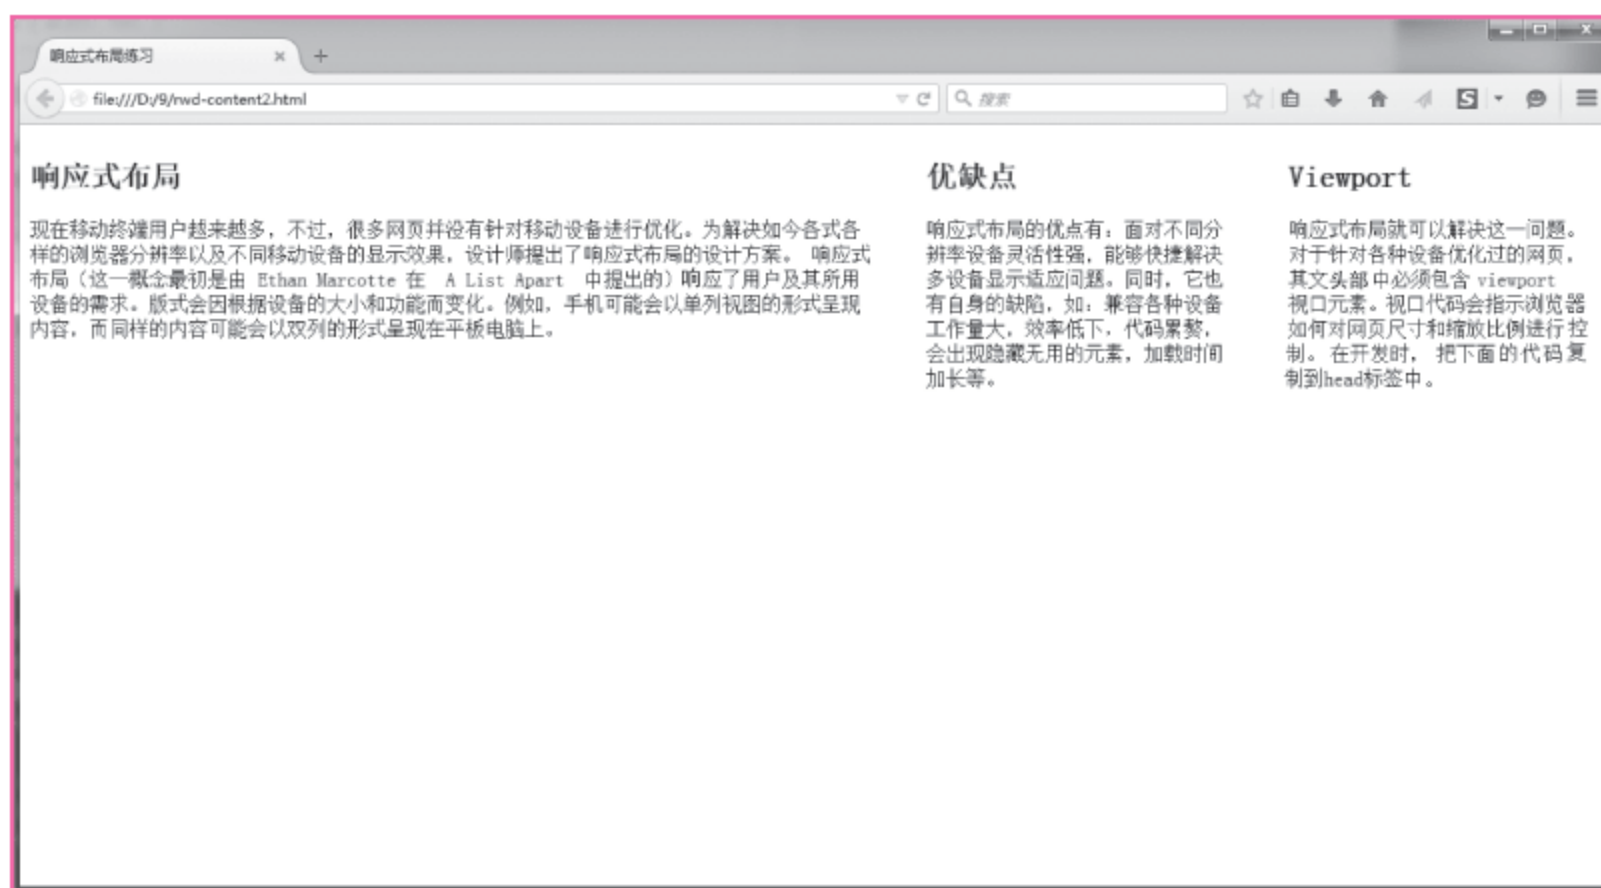 响应式布局练习
file:///D:/9/rwd-content2.html
搜索
响应式布局
现在移动终端用户越来越多，不过，很多网页并没有针对移动设备进行优化。为解决如今各式各
样的浏览器分辨率以及不同移动设备的显示效果，设计师提出了响应式布局的设计方案。 响应式
布局（这一概念最初是由 Ethan Marcotte 在 A List Apart 中提出的）响应了用户及其所用
设备的需求。版式会因根据设备的大小和功能而变化。例如，手机可能会以单列视图的形式呈现
内容，而同样的内容可能会以双列的形式呈现在平板电脑上。
优缺点
响应式布局的优点有：面对不同分
辨率设备灵活性强，能够快捷解决
多设备显示适应问题。同时，它也
有自身的缺陷，如：兼容各种设备
工作量大，效率低下，代码累赘，
会出现隐藏无用的元素，加载时间
加长等。
Viewport
响应式布局就可以解决这一问题。
对于针对各种设备优化过的网页，
其文头部中必须包含 viewport
视口元素。视口代码会指示浏览器
如何对网页尺寸和缩放比例进行控
制。在开发时， 把下面的代码复
制到head标签中。